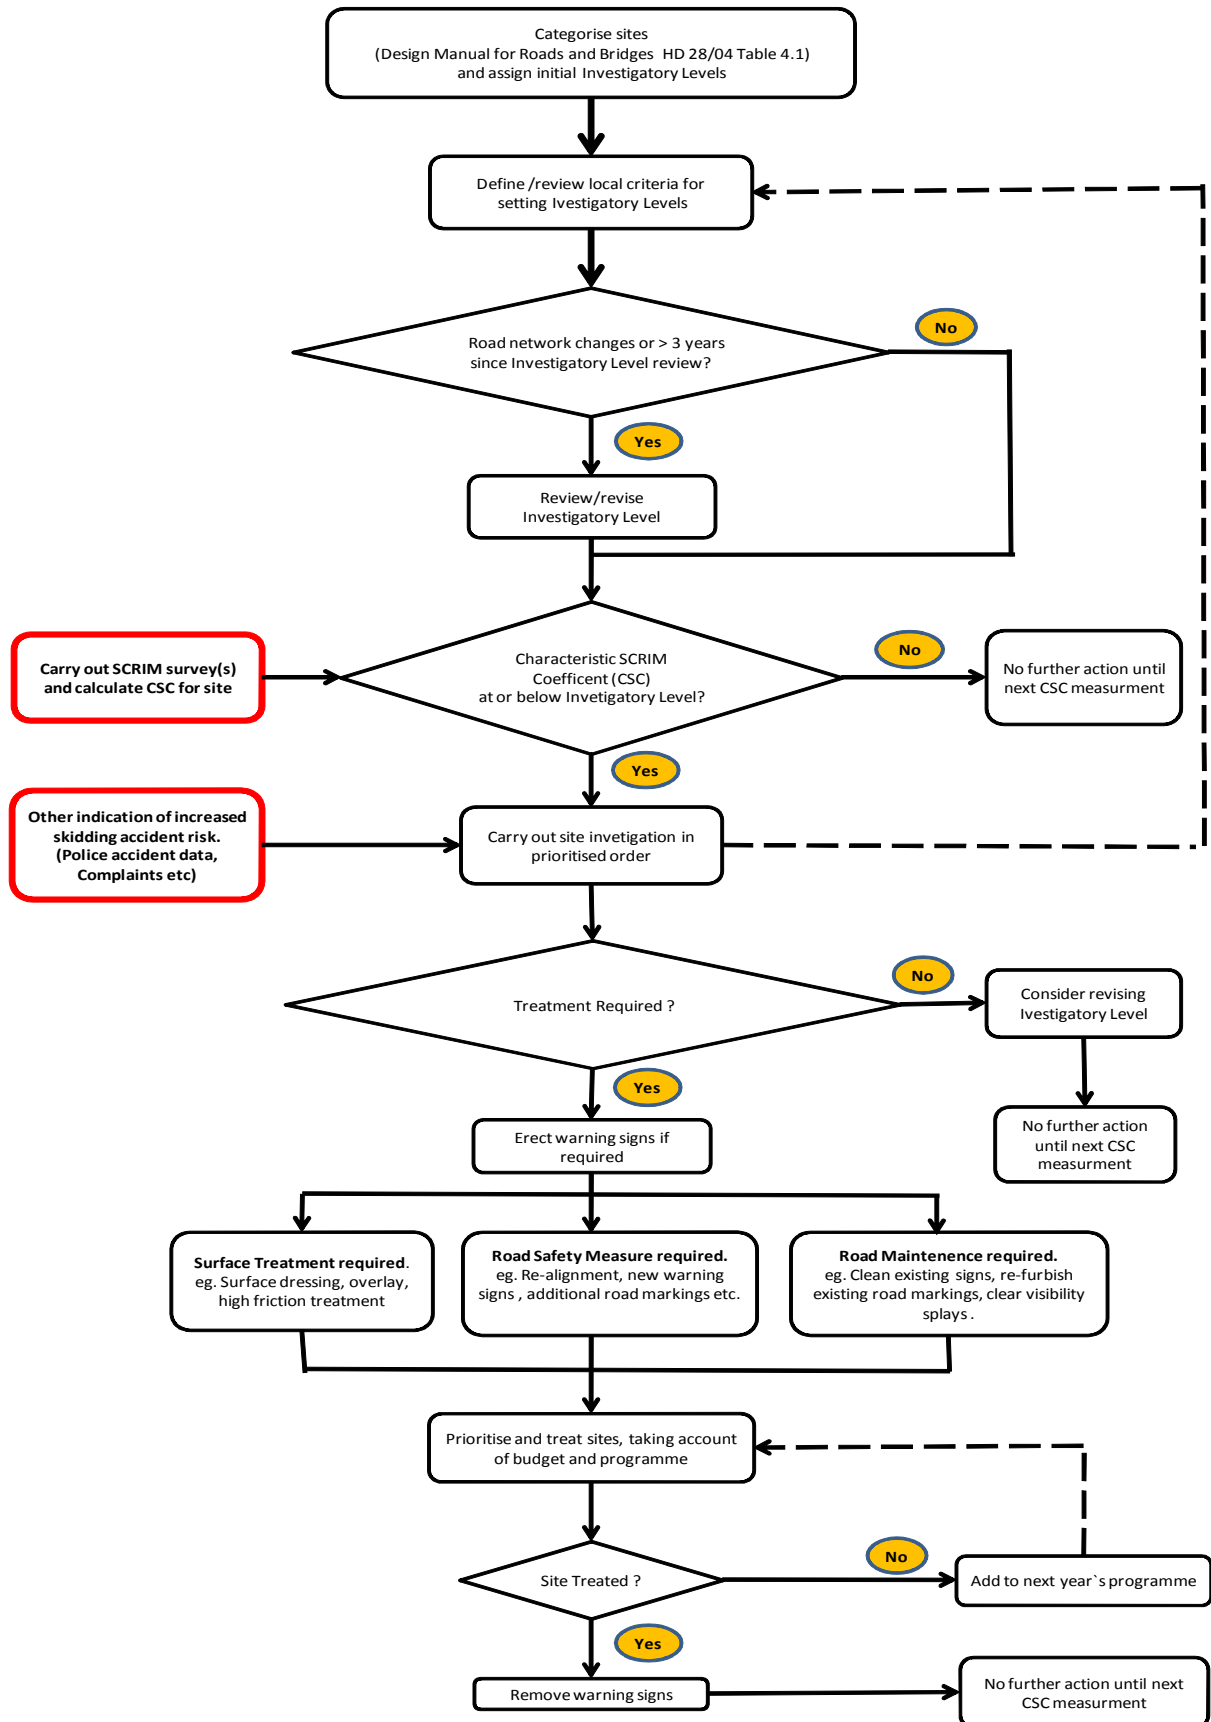 Categorise sites
(Design Manual for Roads and Bridges HD 28/04 Table 4.1)
and assign initial Investigatory Levels
Define /review local criteria for
setting Ivestigatory Levels
Road network changes or > 3 years
since Investigatory Level review?
No
Yes
Review/revise
Investigatory Level
Carry out SCRIM survey(s)
and calculate CSC for site
Characteristic SCRIM
Coefficent (CSC)
at or below Invetigatory Level?
No
No further action until
next CSC measurment
Yes
Other indication of increased
skidding accident risk.
(Police accident data,
Complaints etc)
Carry out site invetigation in
prioritised order
Treatment Required ?
No
Consider revising
Ivestigatory Level
Yes
No further action
until next CSC
measurment
Erect warning signs if
required
Surface Treatment required.
eg. Surface dressing, overlay,
high friction treatment
Road Safety Measure required.
eg. Re-alignment, new warning
signs , additional road markings etc.
Road Maintenence required.
eg. Clean existing signs, re-furbish
existing road markings, clear visibility
splays .
Prioritise and treat sites, taking account
of budget and programme
Site Treated ?
No
Add to next year`s programme
Yes
Remove warning signs
No further action until next
CSC measurment